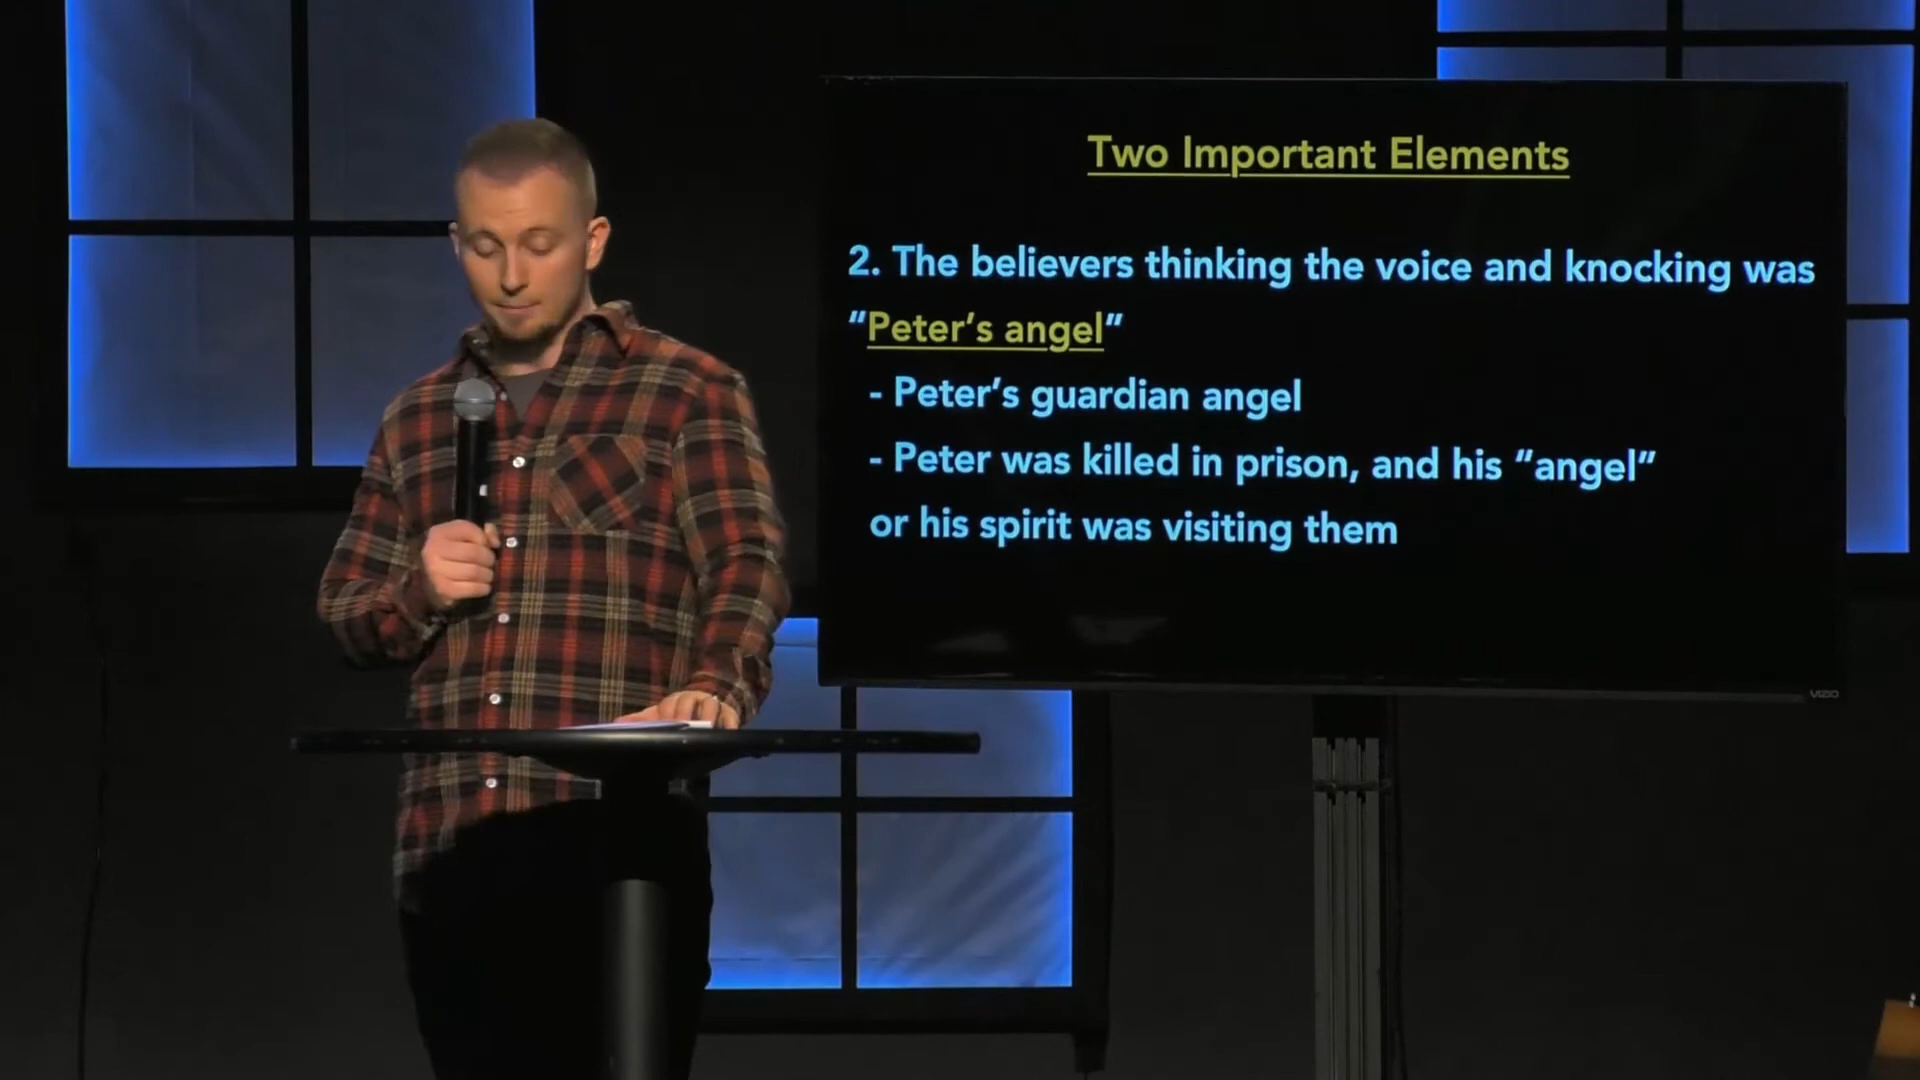 Two Important Elements
2. The believers thinking the voice and knocking was
“Peter’s angel”
- Peter’s guardian angel
- Peter was killed in prison, and his “angel”
or his spirit was visiting them
VIZIO